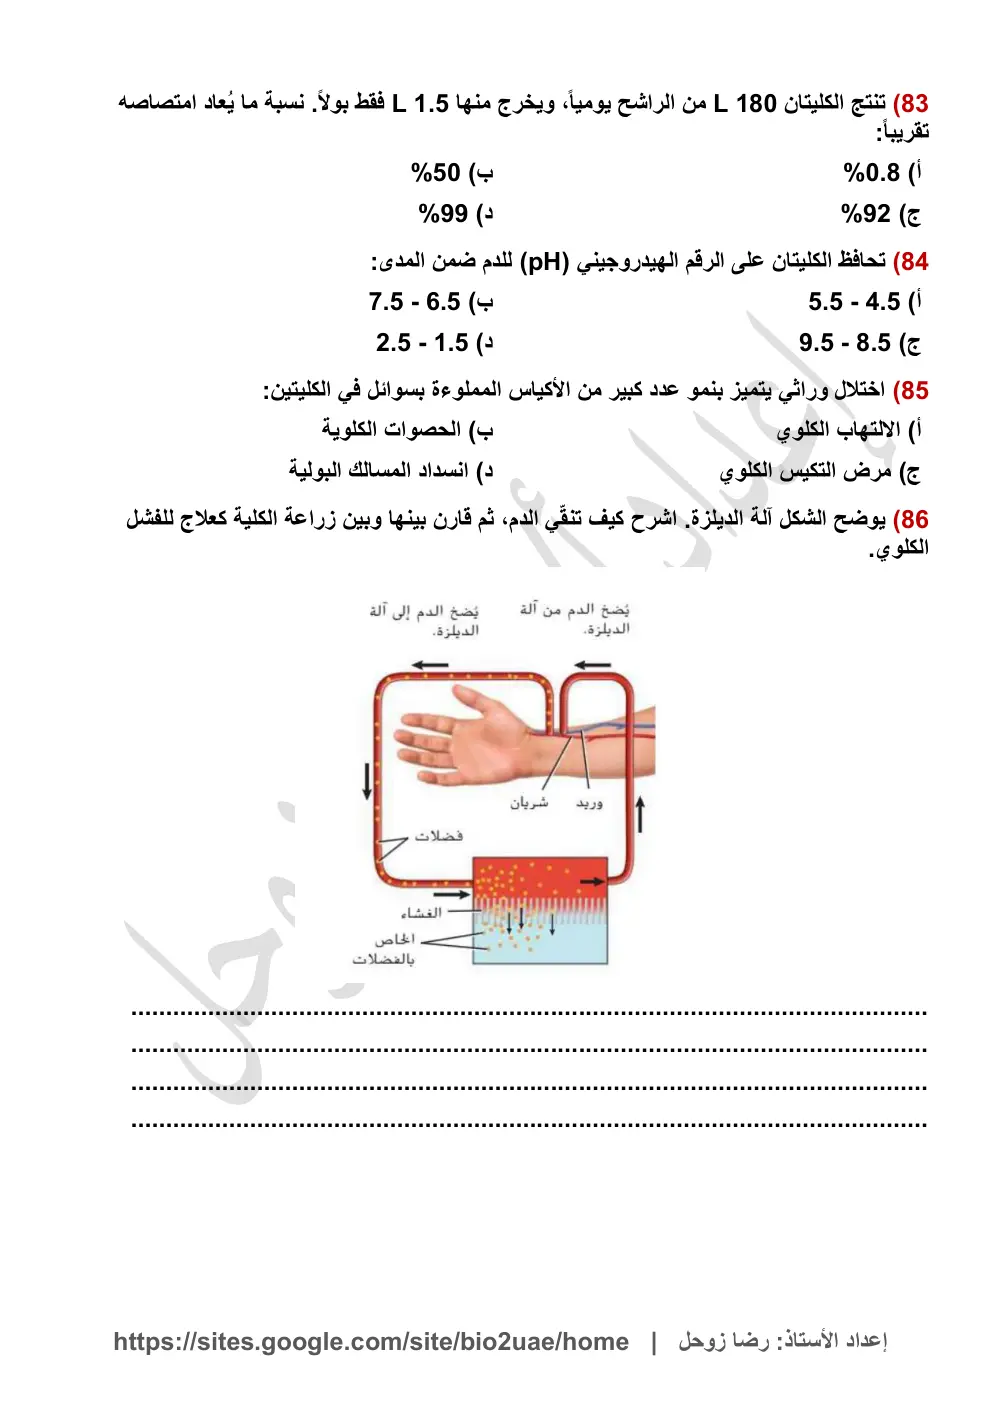 83) تنتج الكليتان 180 L من الراشح يومياً، ويخرج منها 1.5 L فقط بولاً. نسبة ما يُعاد امتصاصه
تقريباً:
أ) 0.8%
ب) 50%
ج) 92%
د) 99%
84) تحافظ الكليتان على الرقم الهيدروجيني (pH) للدم ضمن المدى:
أ) 4.5 - 5.5
ب) 6.5 - 7.5
ج) 8.5 - 9.5
د) 1.5 - 2.5
85) اختلال وراثي يتميز بنمو عدد كبير من الأكياس المملوءة بسوائل في الكليتين:
أ) الالتهاب الكلوي
ب) الحصوات الكلوية
ج) مرض التكيس الكلوي
د) انسداد المسالك البولية
86) يوضح الشكل آلة الديلزة. اشرح كيف تنقّي الدم، ثم قارن بينها وبين زراعة الكلية كعلاج للفشل
الكلوي.
يُضخ الدم من آلة
الديلزة.
يُضخ الدم إلى آلة
الديلزة.
وريد
شريان
فضلات
الغشاء
الخاص
بالفضلات
إعداد الأستاذ: رضا زوحل | https://sites.google.com/site/bio2uae/home